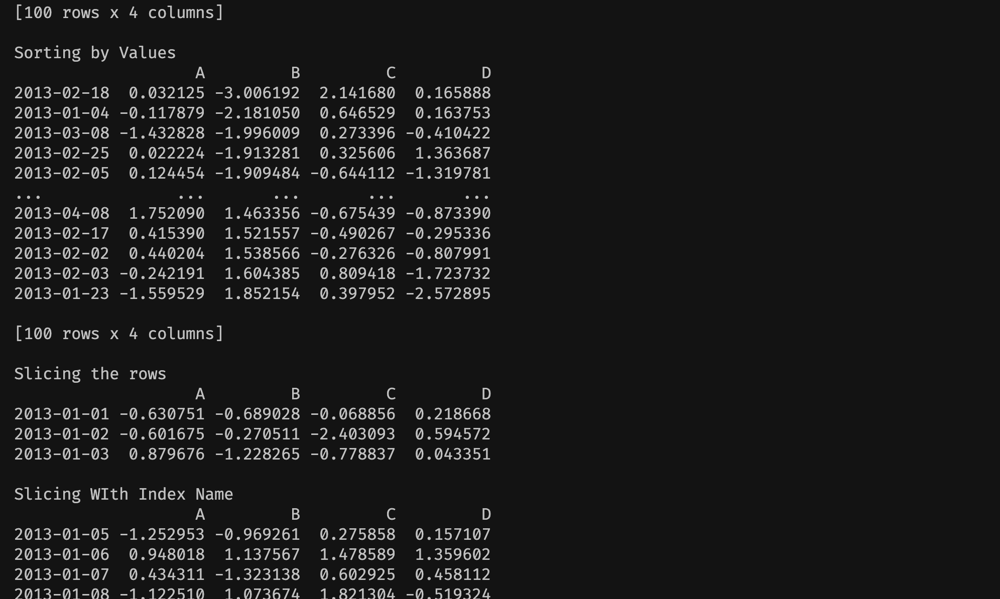 [100 rows x 4 columns]

Sorting by Values
                   A         B         C         D
2013-02-18  0.032125 -3.006192  2.141680  0.165888
2013-01-04 -0.117879 -2.181050  0.646529  0.163753
2013-03-08 -1.432828 -1.996009  0.273396 -0.410422
2013-02-25  0.022224 -1.913281  0.325606  1.363687
2013-02-05  0.124454 -1.909484 -0.644112 -1.319781
...              ...       ...       ...       ...
2013-04-08  1.752090  1.463356 -0.675439 -0.873390
2013-02-17  0.415390  1.521557 -0.490267 -0.295336
2013-02-02  0.440204  1.538566 -0.276326 -0.807991
2013-02-03 -0.242191  1.604385  0.809418 -1.723732
2013-01-23 -1.559529  1.852154  0.397952 -2.572895

[100 rows x 4 columns]

Slicing the rows
                   A         B         C         D
2013-01-01 -0.630751 -0.689028 -0.068856  0.218668
2013-01-02 -0.601675 -0.270511 -2.403093  0.594572
2013-01-03  0.879676 -1.228265 -0.778837  0.043351

Slicing WIth Index Name
                   A         B         C         D
2013-01-05 -1.252953 -0.969261  0.275858  0.157107
2013-01-06  0.948018  1.137567  1.478589  1.359602
2013-01-07  0.434311 -1.323138  0.602925  0.458112
2013-01-08 -1.122510  1.073674  1.821304 -0.519324